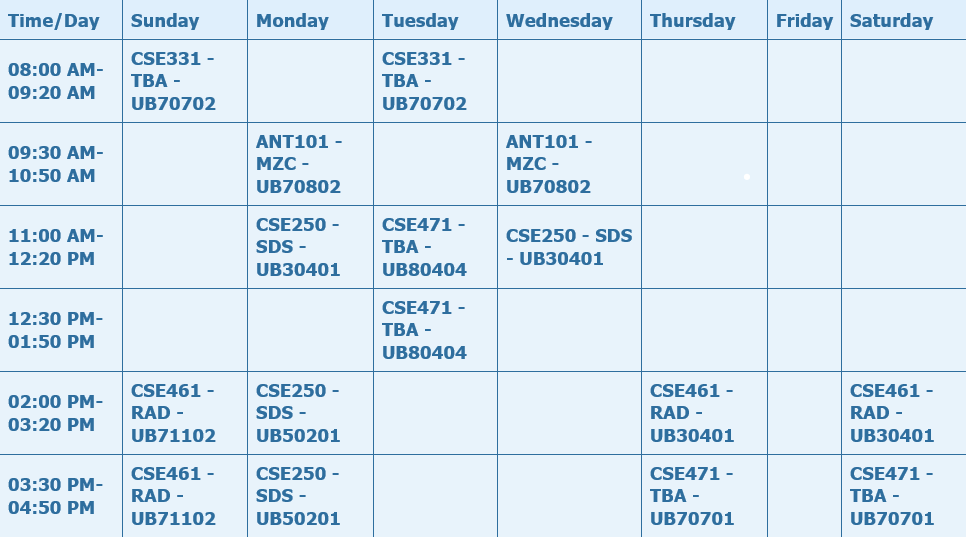 Time/Day Sunday Monday Tuesday Wednesday Thursday Friday Saturday
08:00 AM-
09:20 AM
CSE331 -
TBA -
UB70702
CSE331 -
TBA -
UB70702
09:30 AM-
10:50 AM
ANT101 -
MZC -
UB70802
ANT101 -
MZC -
UB70802
11:00 AM-
12:20 PM
CSE250 -
SDS -
UB30401
CSE471 -
TBA -
UB80404
CSE250 - SDS
- UB30401
12:30 PM-
01:50 PM
CSE471 -
TBA -
UB80404
02:00 PM-
03:20 PM
CSE461 -
RAD -
UB71102
CSE250 -
SDS -
UB50201
CSE461 -
RAD -
UB30401
CSE461 -
RAD -
UB30401
03:30 PM-
04:50 PM
CSE461 -
RAD -
UB71102
CSE250 -
SDS -
UB50201
CSE471 -
TBA -
UB70701
CSE471 -
TBA -
UB70701